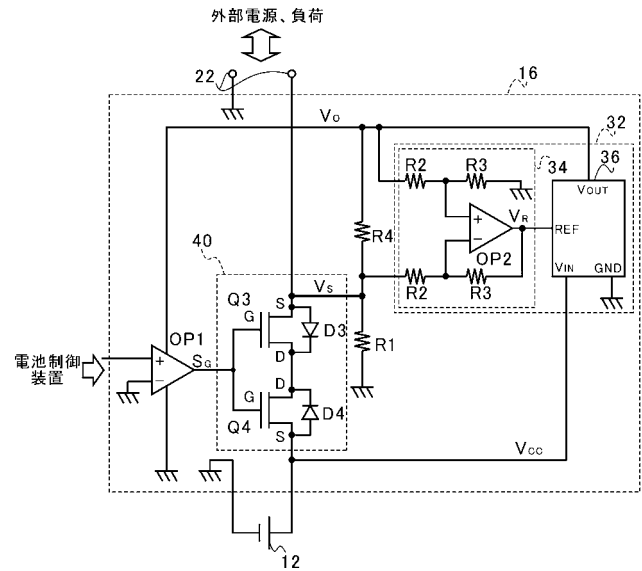 外部電源、負荷
22
16
VO
32
34
36
R2
R3
VOUT
+
−
VR
REF
OP2
R4
40
VS
R2
R3
VIN
GND
Q3
S
G
D3
D
R1
OP1
電池制御
装置
+
−
SG
D
G
D4
Q4
S
VCC
12